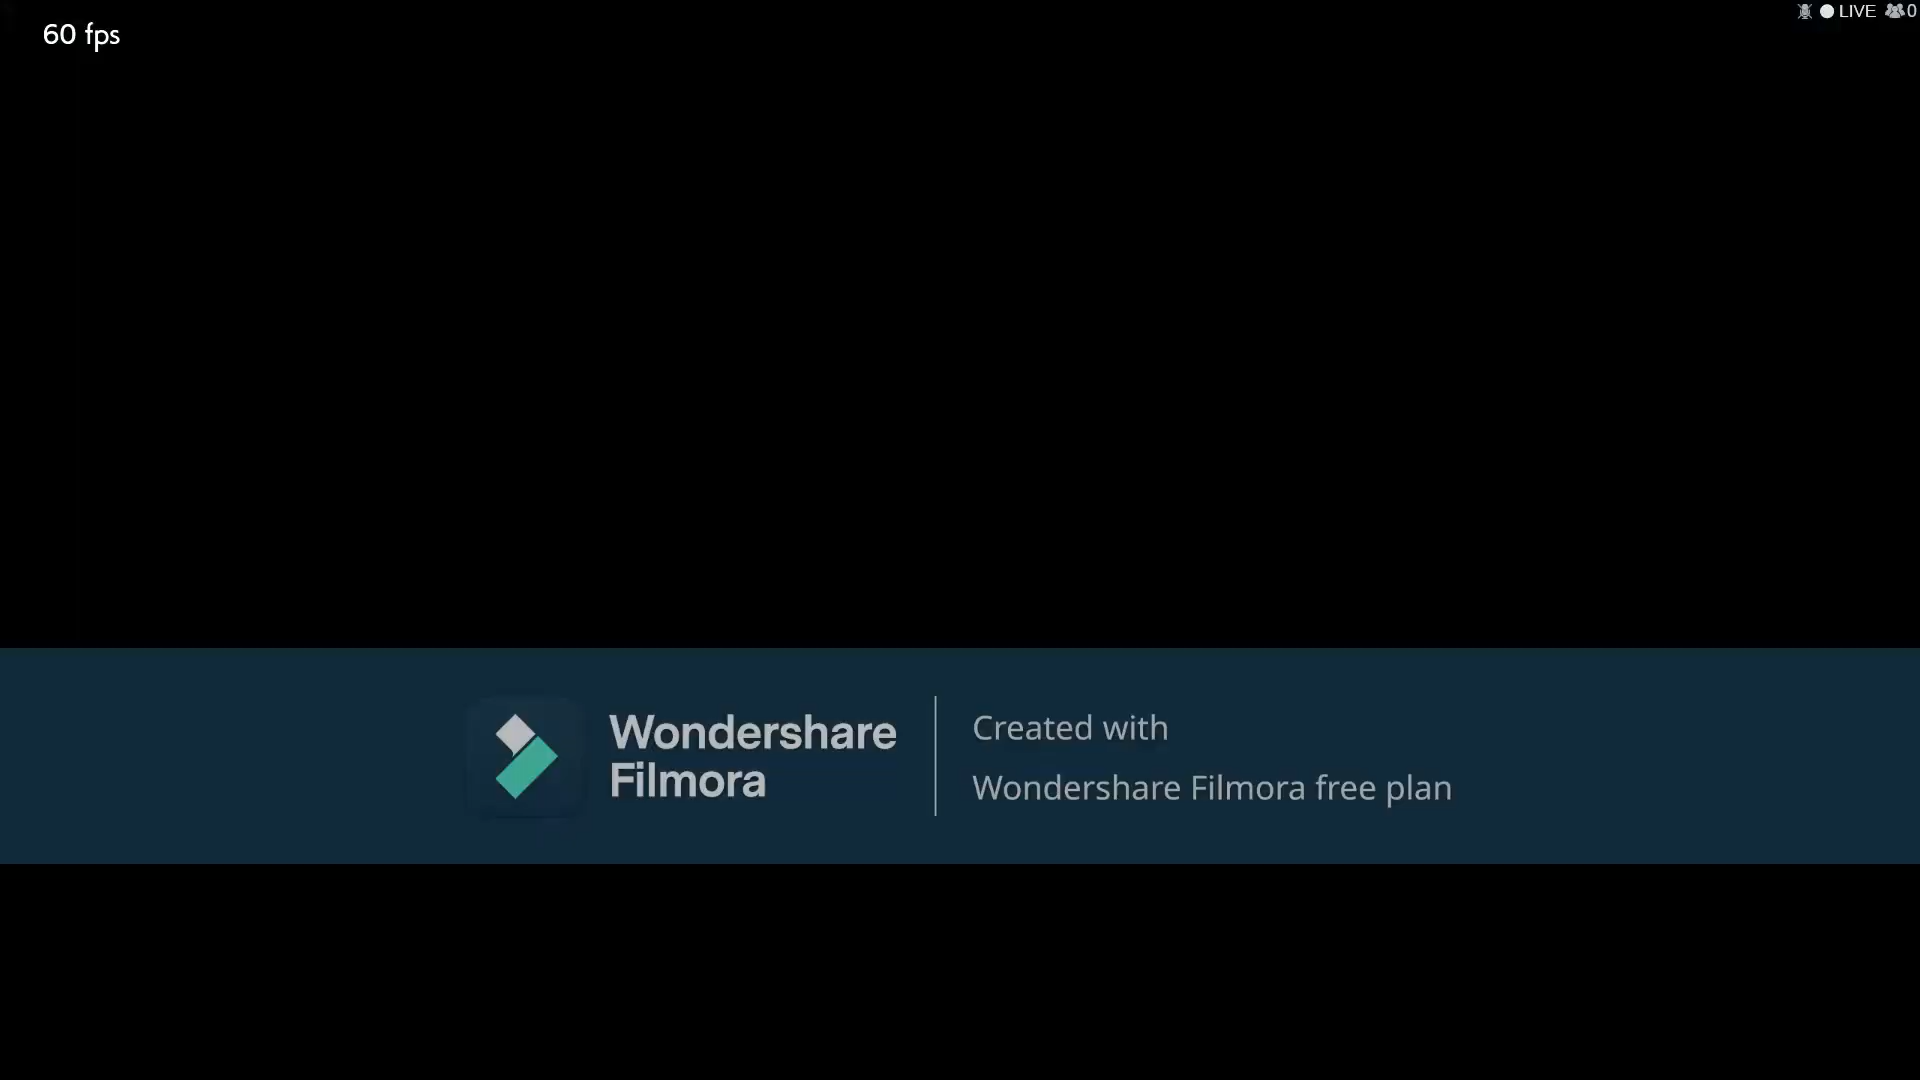 60 fps
LIVE 0
Wondershare
Filmora
Created with
Wondershare Filmora free plan